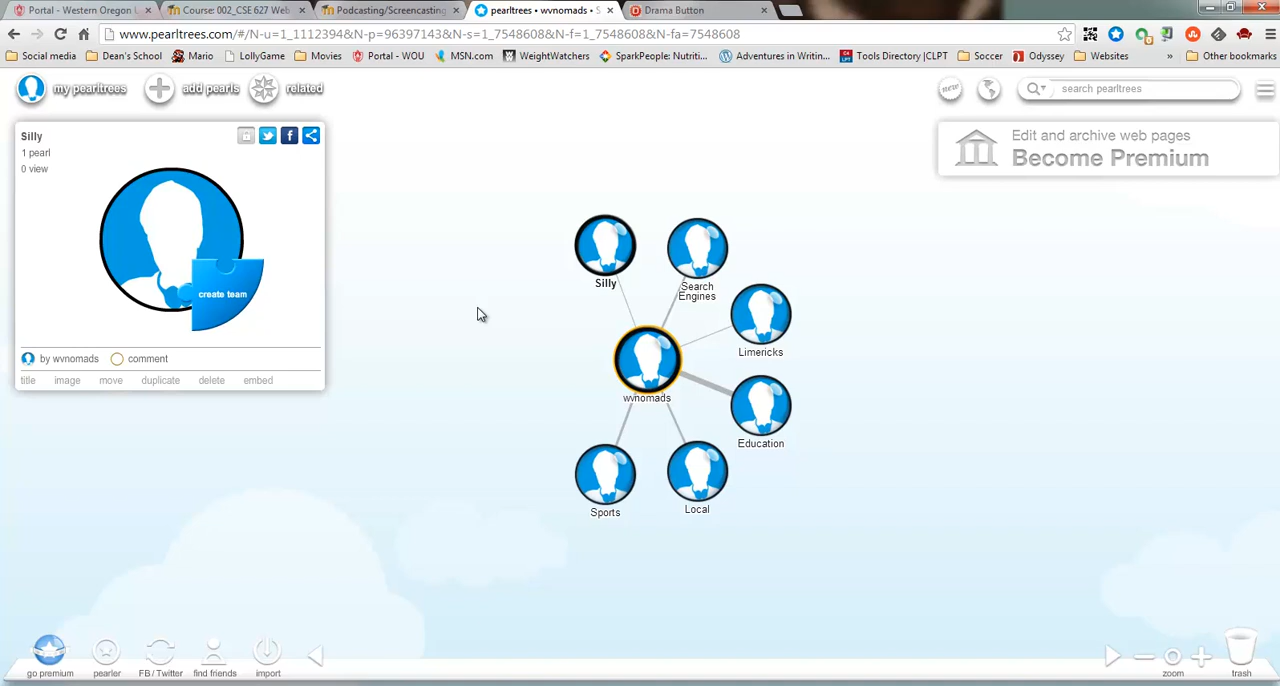 Portal - Western Oregon U
Course: 002_CSE 627 Web
Podcasting/Screencasting
pearltrees • wvnomads • S
Drama Button
www.pearltrees.com/#/N-u=1_1112394&N-p=96397143&N-s=1_7548608&N-f=1_7548608&N-fa=7548608
Social media
Dean's School
Mario
LollyGame
Movies
Portal - WOU
MSN.com
WeightWatchers
SparkPeople: Nutriti...
Adventures in Writin...
Tools Directory |CLPT
Soccer
Odyssey
Websites
»
Other bookmarks
my pearltrees
add pearls
related
new
search pearltrees
Silly
1 pearl
0 view
create team
by wvnomads
comment
title
image
move
duplicate
delete
embed
Edit and archive web pages
Become Premium
Silly
Search
Engines
Limericks
wvnomads
Education
Sports
Local
go premium
pearler
FB / Twitter
find friends
import
zoom
trash